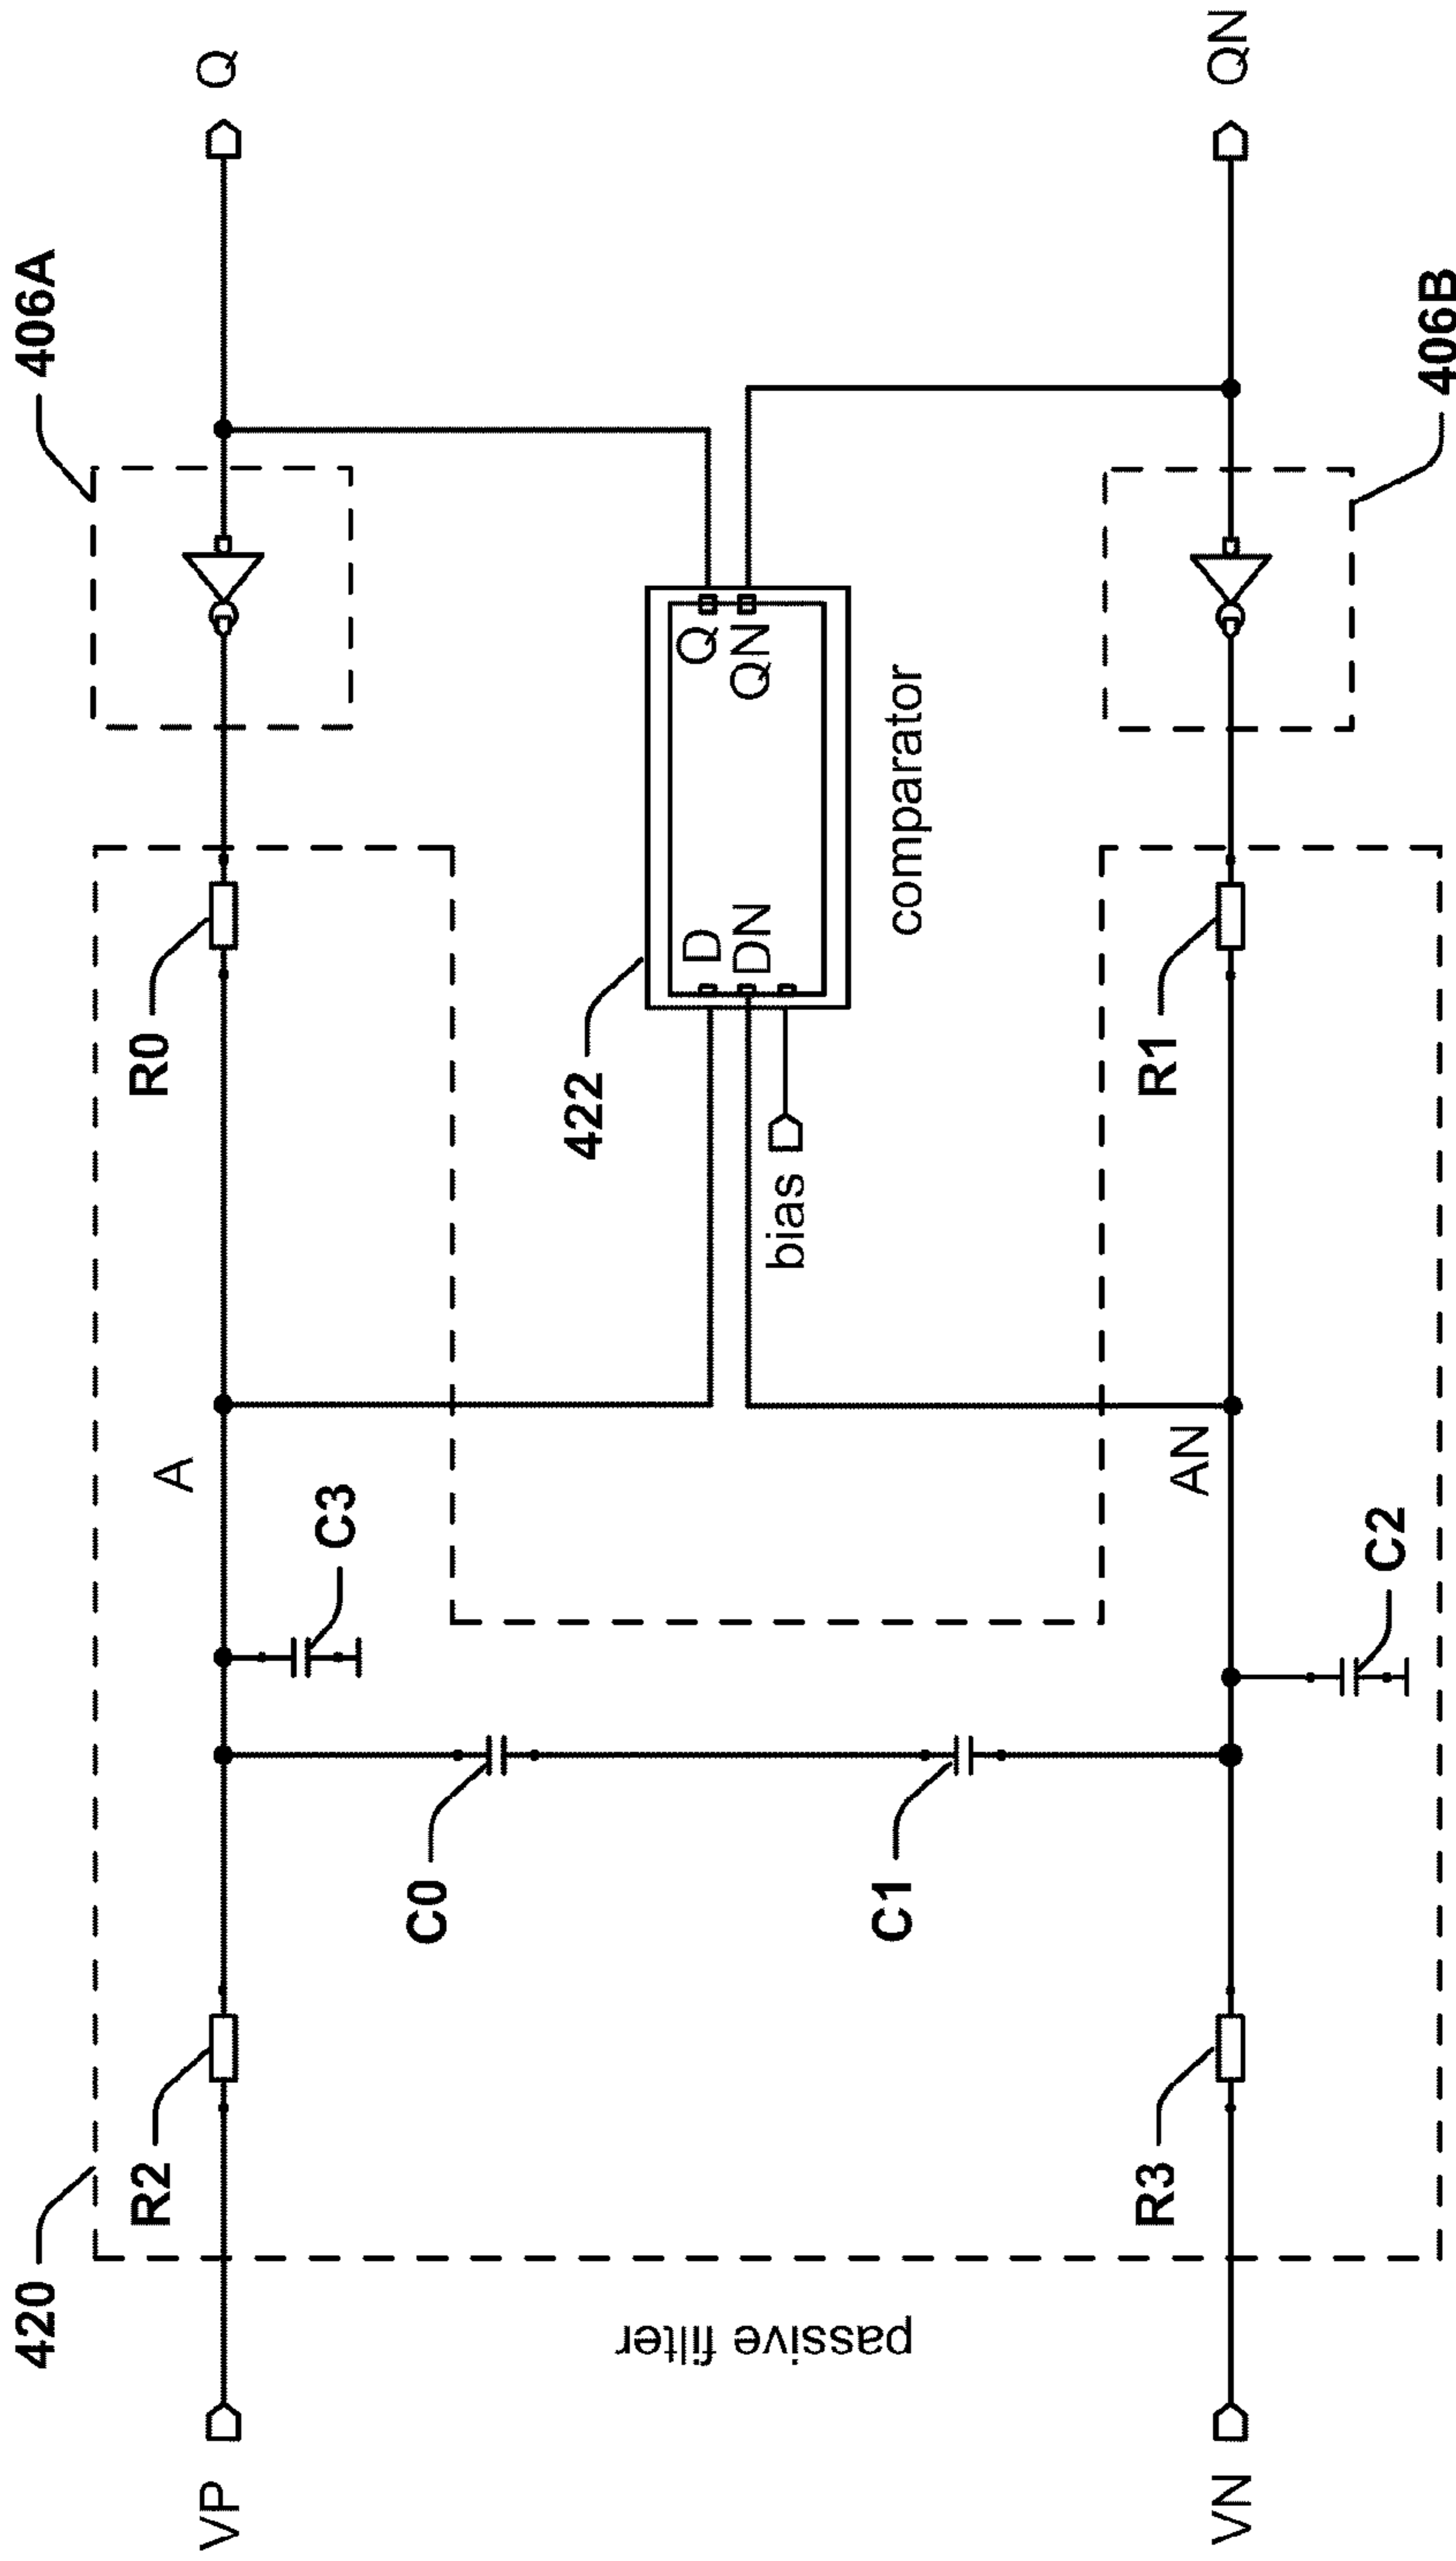 406A
Q
R0
A
C3
R2
420
VP
422
D
DN
Q
QN
comparator
bias
C0
C1
passive filter
406B
QN
R1
AN
C2
R3
VN